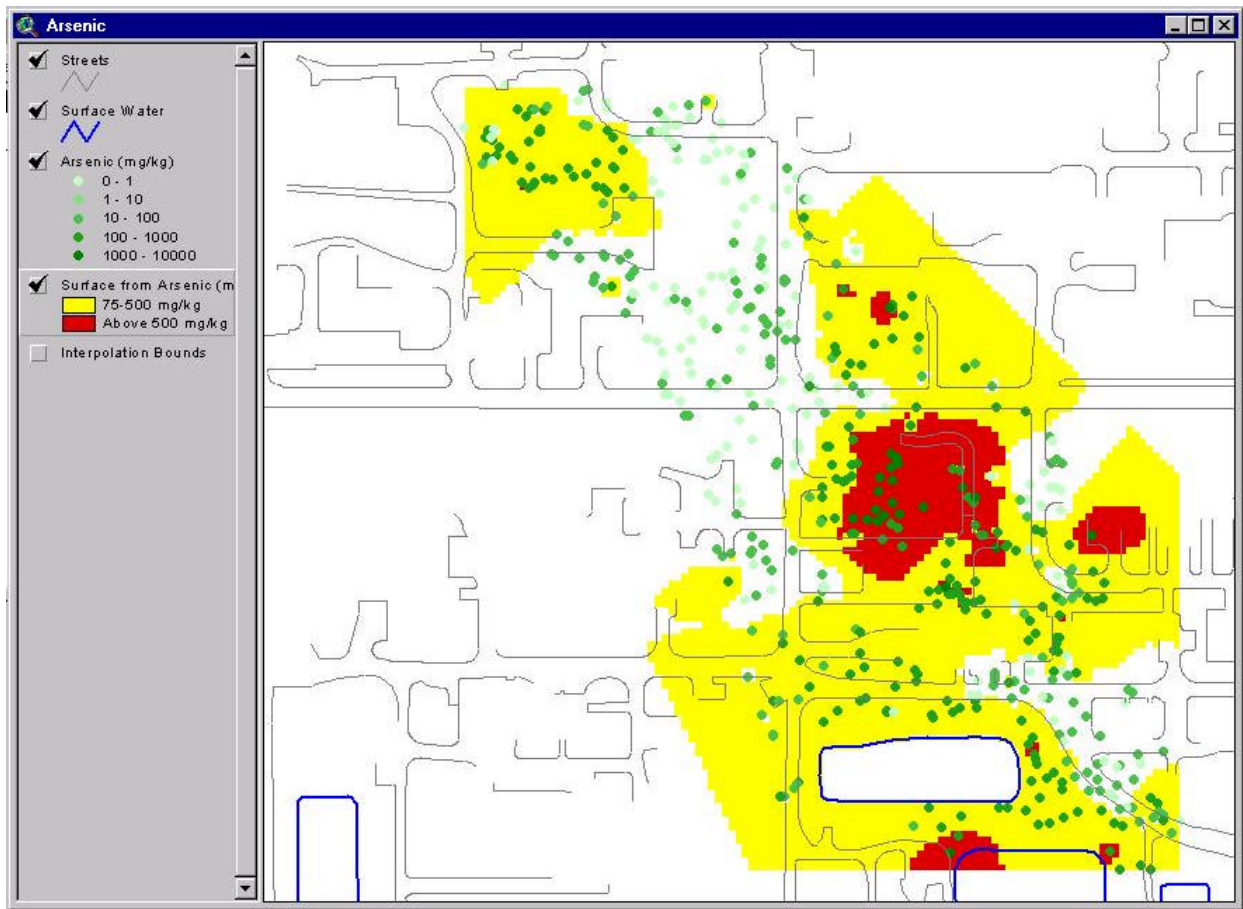 Arsenic
Streets
Surface Water
Arsenic (mg/kg)
0 - 1
1 - 10
10 - 100
100 - 1000
1000 - 10000
Surface from Arsenic (m
75-500 mg/kg
Above 500 mg/kg
Interpolation Bounds